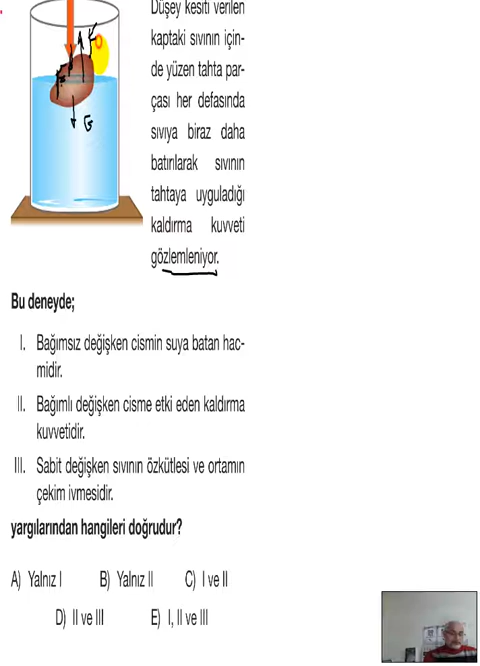 Düşey kesiti verilen
kaptaki sıvının için-
de yüzen tahta par-
çası her defasında
sıvıya biraz daha
batırılarak sıvının
tahtaya uyguladığı
kaldırma kuvveti
gözlemleniyor.
G
Bu deneyde;
I. Bağımsız değişken cismin suya batan hac-
midir.
II. Bağımlı değişken cisme etki eden kaldırma
kuvvetidir.
III. Sabit değişken sıvının özkütlesi ve ortamın
çekim ivmesidir.
yargılarından hangileri doğrudur?
A) Yalnız I B) Yalnız II C) I ve II
D) II ve III E) I, II ve III